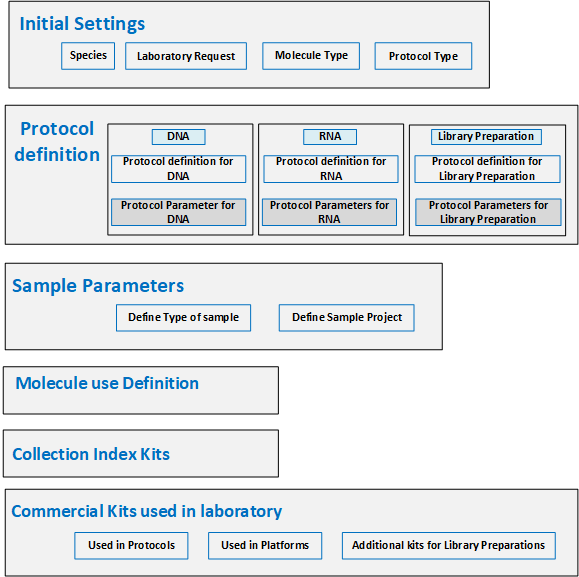 Initial Settings
Species
Laboratory Request
Molecule Type
Protocol Type
Protocol
definition
DNA
Protocol definition for
DNA
Protocol Parameter for
DNA
RNA
Protocol definition for
RNA
Protocol Parameters for
RNA
Library Preparation
Protocol definition for
Library Preparation
Protocol Parameters for
Library Preparation
Sample Parameters
Define Type of sample
Define Sample Project
Molecule use Definition
Collection Index Kits
Commercial Kits used in laboratory
Used in Protocols
Used in Platforms
Additional kits for Library Preparations